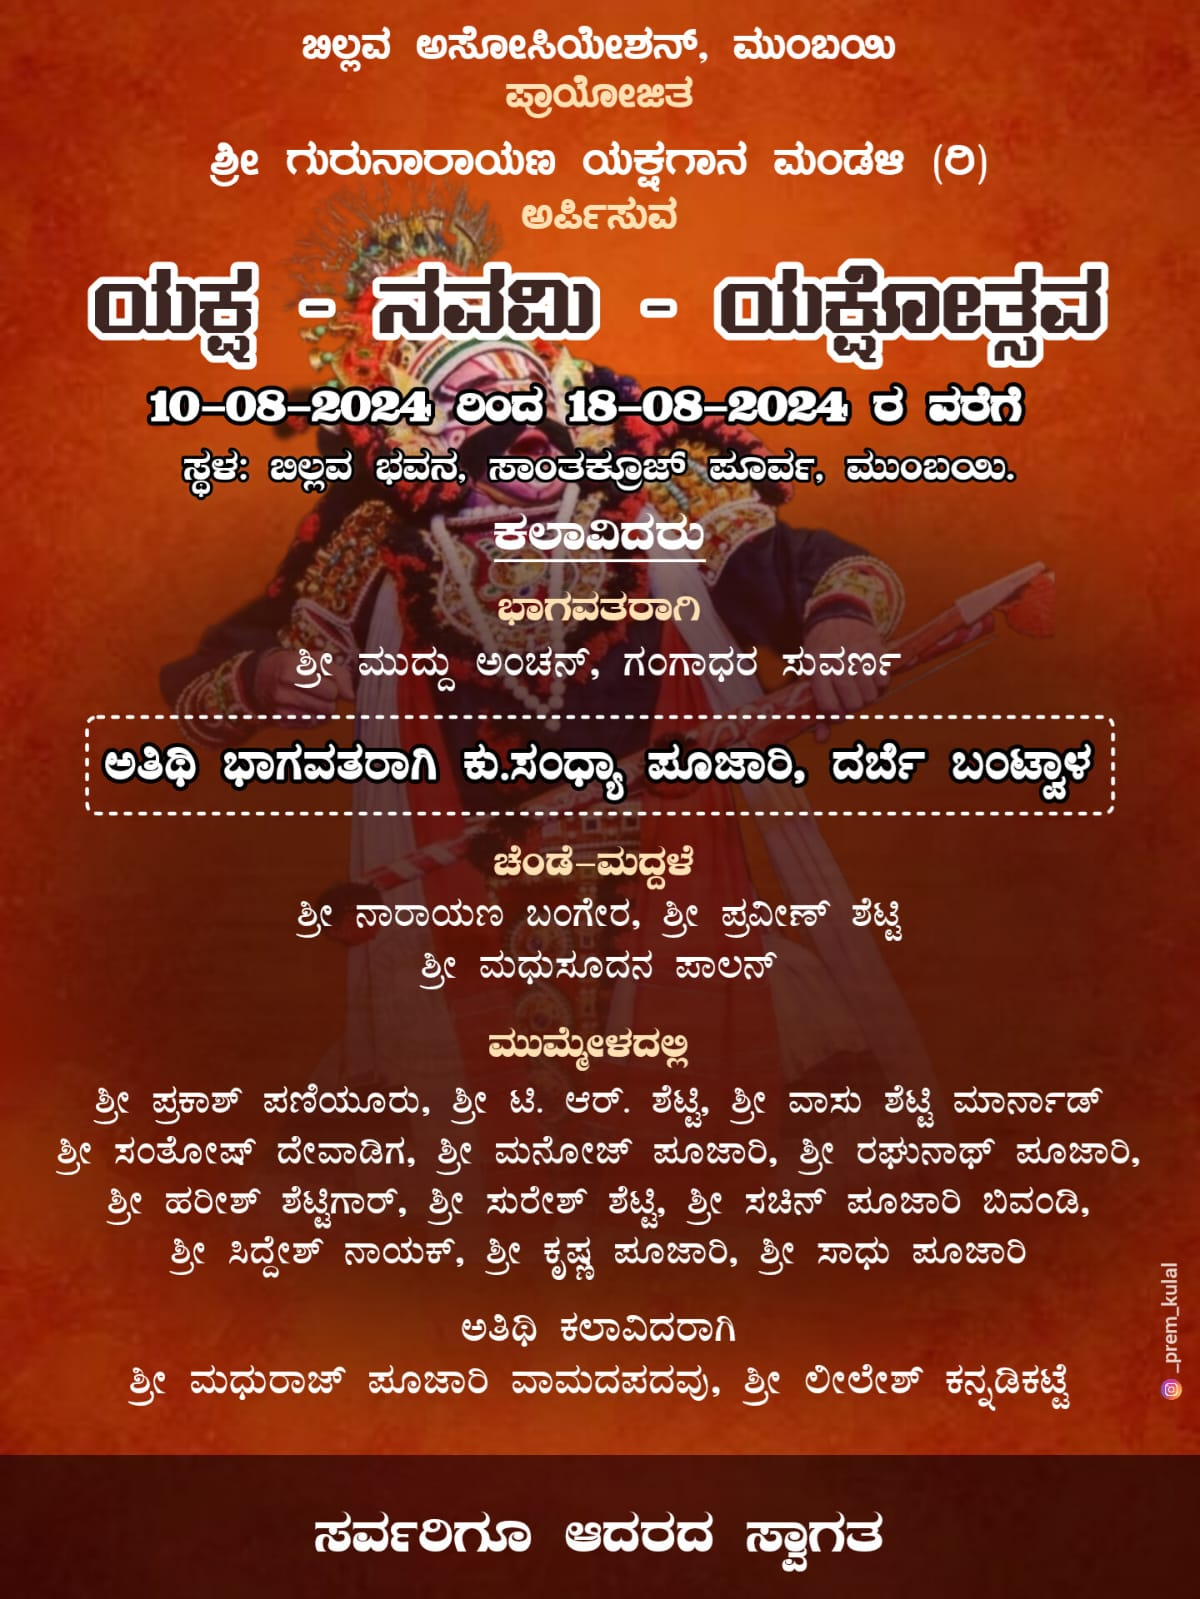 ಬಿಲ್ಲವ ಅಸೋಸಿಯೇಶನ್, ಮುಂಬಯಿ
ಪ್ರಾಯೋಜಿತ
ಶ್ರೀ ಗುರುನಾರಾಯಣ ಯಕ್ಷಗಾನ ಮಂಡಳಿ (ರಿ)
ಅರ್ಪಿಸುವ
ಯಕ್ಷ - ನವಮಿ - ಯಕ್ಷೋತ್ಸವ
10-08-2024 ರಿಂದ 18-08-2024 ರ ವರೆಗೆ
ಸ್ಥಳ: ಬಿಲ್ಲವ ಭವನ, ಸಾಂತಕ್ರೂಜ್ ಪೂರ್ವ, ಮುಂಬಯಿ.
ಕಲಾವಿದರು
ಭಾಗವತರಾಗಿ
ಶ್ರೀ ಮುದ್ದು ಅಂಚನ್, ಗಂಗಾಧರ ಸುವರ್ಣ
ಅತಿಥಿ ಭಾಗವತರಾಗಿ ಕು.ಸಂಧ್ಯಾ ಪೂಜಾರಿ, ದರ್ಬೆ ಬಂಟ್ವಾಳ
ಚೆಂಡೆ-ಮದ್ದಳೆ
ಶ್ರೀ ನಾರಾಯಣ ಬಂಗೇರ, ಶ್ರೀ ಪ್ರವೀಣ್ ಶೆಟ್ಟಿ
ಶ್ರೀ ಮಧುಸೂದನ ಪಾಲನ್
ಮುಮ್ಮೇಳದಲ್ಲಿ
ಶ್ರೀ ಪ್ರಕಾಶ್ ಪಣಿಯೂರು, ಶ್ರೀ ಟಿ. ಆರ್. ಶೆಟ್ಟಿ, ಶ್ರೀ ವಾಸು ಶೆಟ್ಟಿ ಮಾರ್ನಾಡ್
ಶ್ರೀ ಸಂತೋಷ್ ದೇವಾಡಿಗ, ಶ್ರೀ ಮನೋಜ್ ಪೂಜಾರಿ, ಶ್ರೀ ರಘುನಾಥ್ ಪೂಜಾರಿ,
ಶ್ರೀ ಹರೀಶ್ ಶೆಟ್ಟಿಗಾರ್, ಶ್ರೀ ಸುರೇಶ್ ಶೆಟ್ಟಿ, ಶ್ರೀ ಸಚಿನ್ ಪೂಜಾರಿ ಬಿವಂಡಿ,
ಶ್ರೀ ಸಿದ್ದೇಶ್ ನಾಯಕ್, ಶ್ರೀ ಕೃಷ್ಣ ಪೂಜಾರಿ, ಶ್ರೀ ಸಾಧು ಪೂಜಾರಿ
ಅತಿಥಿ ಕಲಾವಿದರಾಗಿ
ಶ್ರೀ ಮಧುರಾಜ್ ಪೂಜಾರಿ ವಾಮದಪದವು, ಶ್ರೀ ಲೀಲೇಶ್ ಕನ್ನಡಿಕಟ್ಟೆ
_prem_kulal
ಸರ್ವರಿಗೂ ಆದರದ ಸ್ವಾಗತ